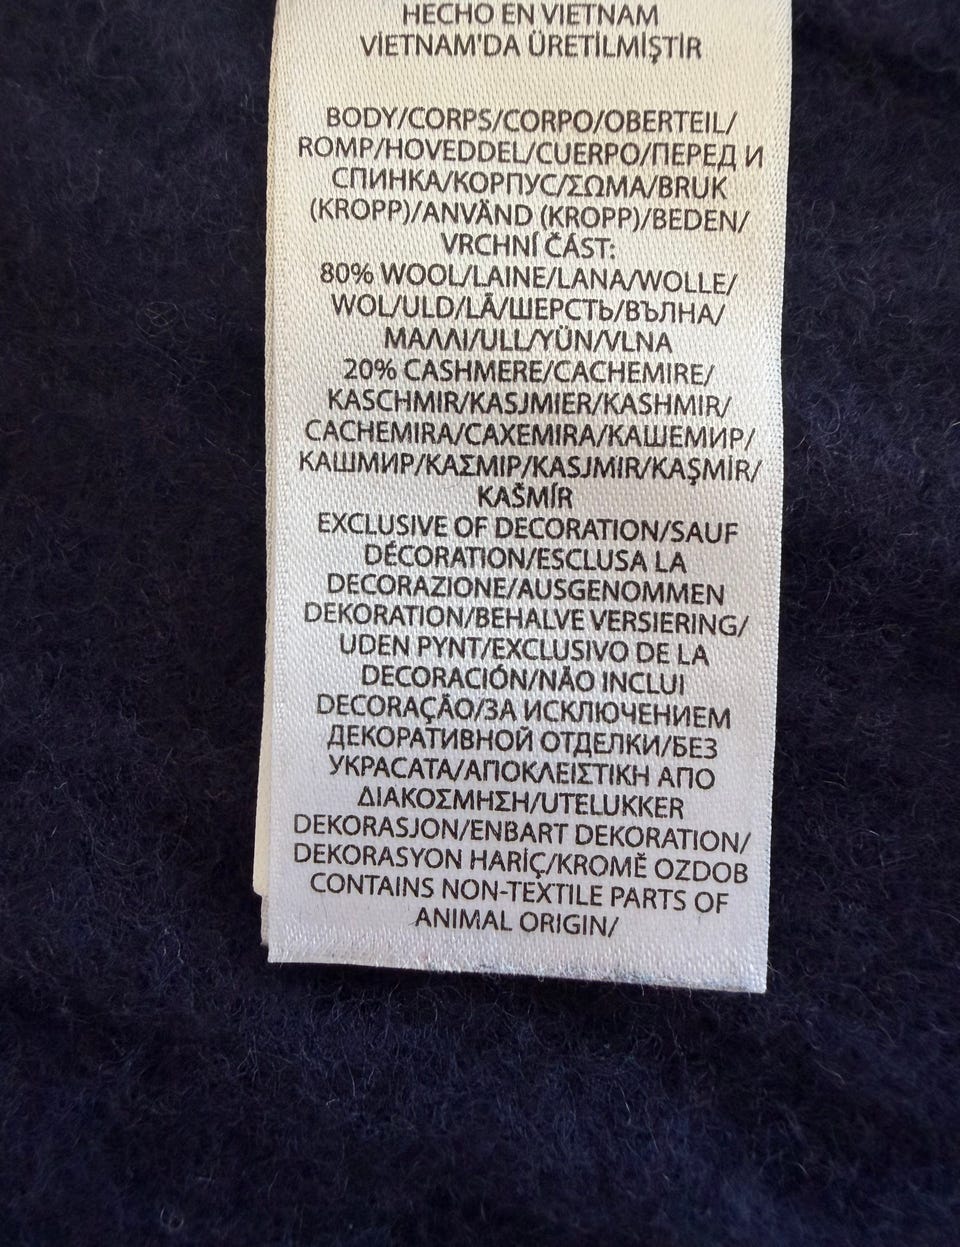 HECHO EN VIETNAM
VİETNAM'DA ÜRETİLMİŞTİR
BODY/CORPS/CORPO/OBERTEIL/
ROMP/HOVEDDEL/CUERPO/ПЕРЕД И
СПИНКА/КОРПУС/ΣΩΜΑ/BRUK
(KROPP)/ANVÄND (KROPP)/BEDEN/
VRCHNÍ ČÁST:
80% WOOL/LAINE/LANA/WOLLE/
WOL/ULD/LÃ/ШЕРСТЬ/ВЪЛНА/
ΜΑΛΛΙ/ULL/YÜN/VLNA
20% CASHMERE/CACHEMIRE/
KASCHMIR/KASJMIER/KASHMIR/
CACHEMIRA/CAXEMIRA/КАШЕМИР/
КАШМИР/ΚΑΣΜΙΡ/KASJMIR/KAŞMİR/
KAŠMÍR
EXCLUSIVE OF DECORATION/SAUF
DÉCORATION/ESCLUSA LA
DECORAZIONE/AUSGENOMMEN
DEKORATION/BEHALVE VERSIERING/
UDEN PYNT/EXCLUSIVO DE LA
DECORACIÓN/NÃO INCLUI
DECORAÇÃO/ЗА ИСКЛЮЧЕНИЕМ
ДЕКОРАТИВНОЙ ОТДЕЛКИ/БЕЗ
УКРАСАТА/ΑΠΟΚΛΕΙΣΤΙΚΗ ΑΠΟ
ΔΙΑΚΟΣΜΗΣΗ/UTELUKKER
DEKORASJON/ENBART DEKORATION/
DEKORASYON HARİÇ/KROMĚ OZDOB
CONTAINS NON-TEXTILE PARTS OF
ANIMAL ORIGIN/